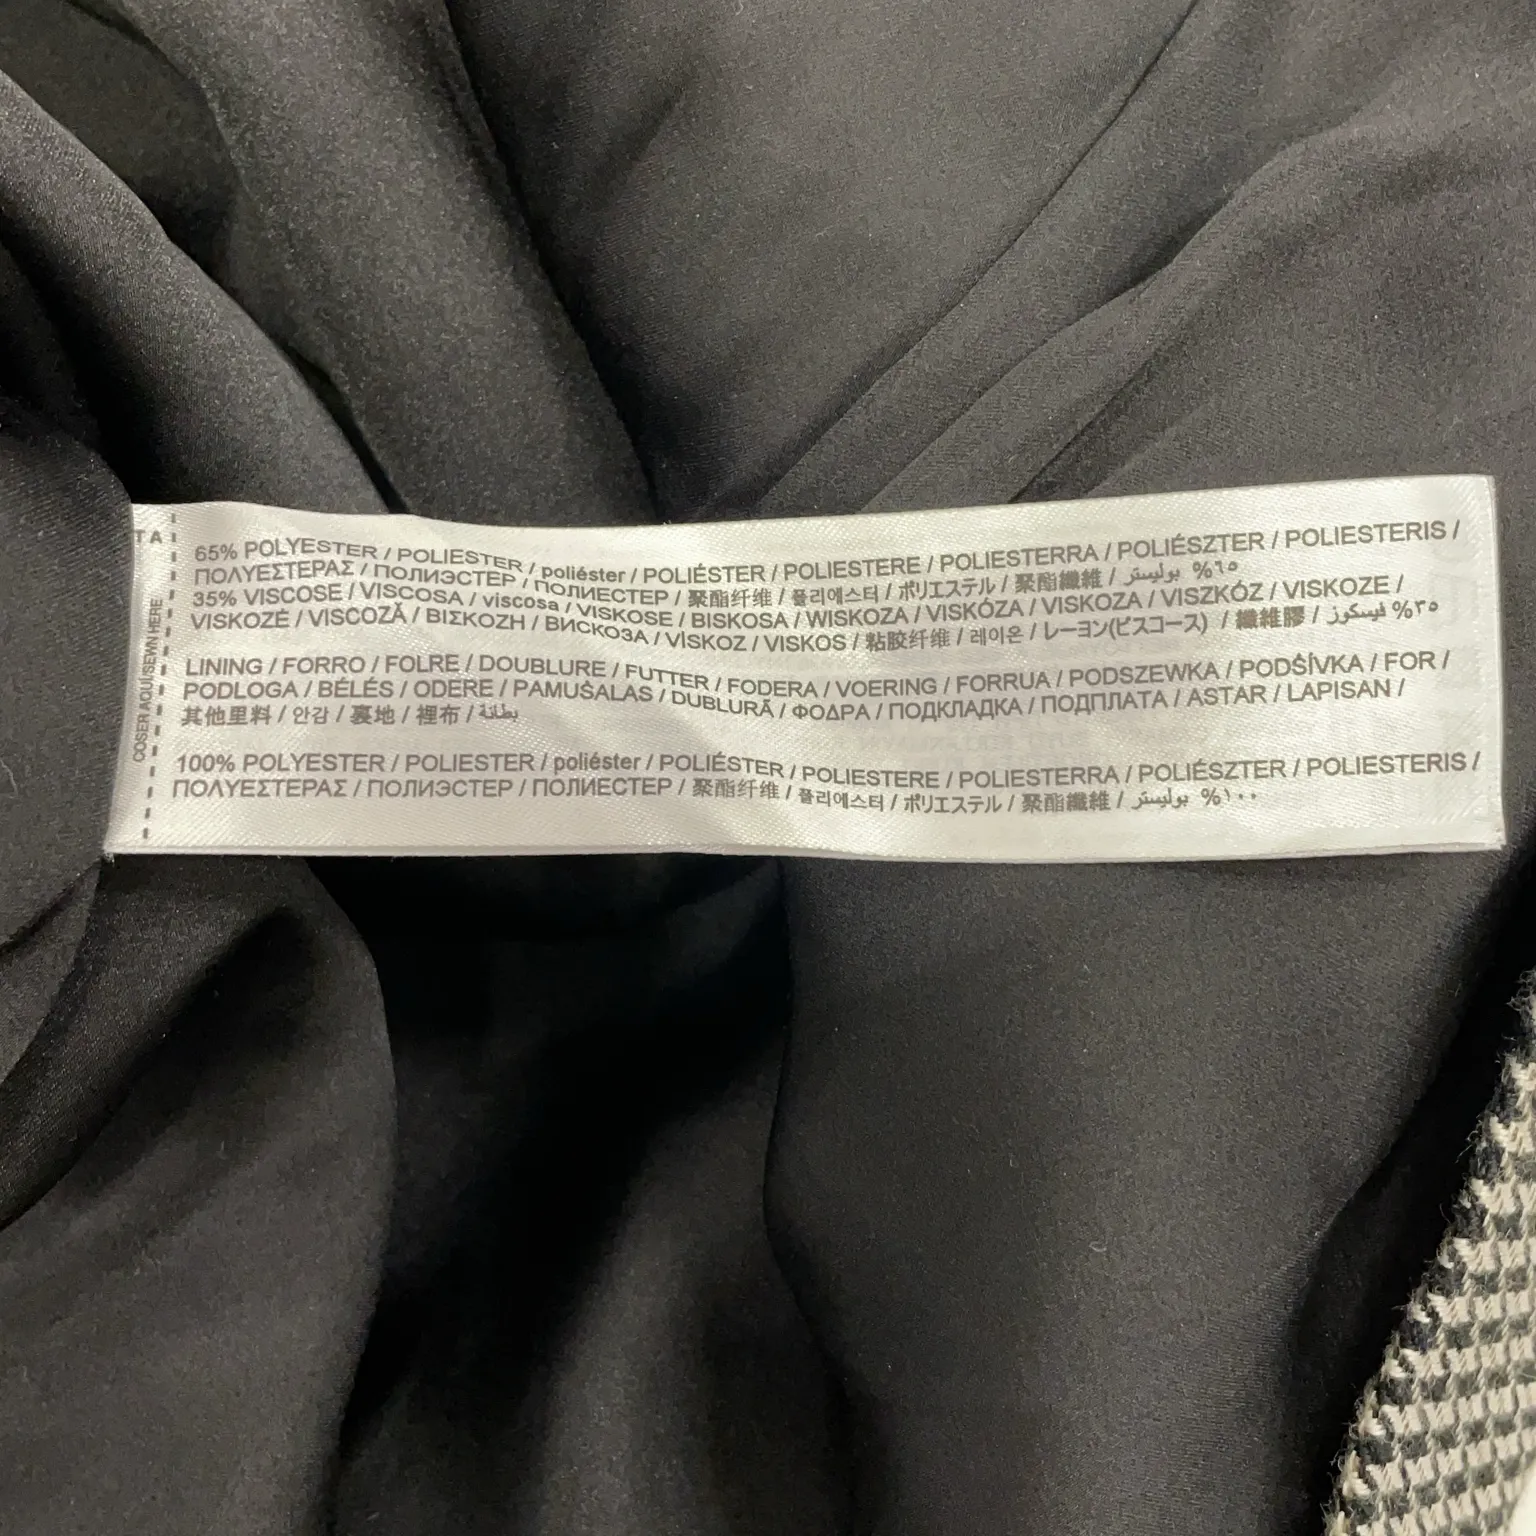 TA
COSER AQUÍ/SEWN HERE
65% POLYESTER / POLIESTER / poliéster / POLIÉSTER / POLIESTERE / POLIESTERRA / POLIÉSZTER / POLIESTERIS /
ΠΟΛΥΕΣΤΕΡΑΣ / ПОЛИЭСТЕР / ПОЛИЕСТЕР / 聚酯纤维 / 폴리에스터 / ポリエステル / 聚酯纖維 / بوليستر %٦٥
35% VISCOSE / VISCOSA / viscosa / VISKOSE / BISKOSA / WISKOZA / VISKÓZA / VISKOZA / VISZKÓZ / VISKOZE /
VISKOZĖ / VISCOZĂ / ΒΙΣΚΟΖΗ / ВИСКОЗА / VİSKOZ / VISKOS / 粘胶纤维 / 레이온 / レーヨン(ビスコース) / 纖維膠 / فيسكوز %٣٥
LINING / FORRO / FOLRE / DOUBLURE / FUTTER / FODERA / VOERING / FORRUA / PODSZEWKA / PODŠÍVKA / FOR /
PODLOGA / BÉLÉS / ODERE / PAMUŠALAS / DUBLURĂ / ΦΟΔΡΑ / ПОДКЛАДКА / ПОДПЛАТА / ASTAR / LAPISAN /
其他里料 / 안감 / 裏地 / 裡布 / بطانة
100% POLYESTER / POLIESTER / poliéster / POLIÉSTER / POLIESTERE / POLIESTERRA / POLIÉSZTER / POLIESTERIS /
ΠΟΛΥΕΣΤΕΡΑΣ / ПОЛИЭСТЕР / ПОЛИЕСТЕР / 聚酯纤维 / 폴리에스터 / ポリエステル / 聚酯纖維 / بوليستر %١٠٠